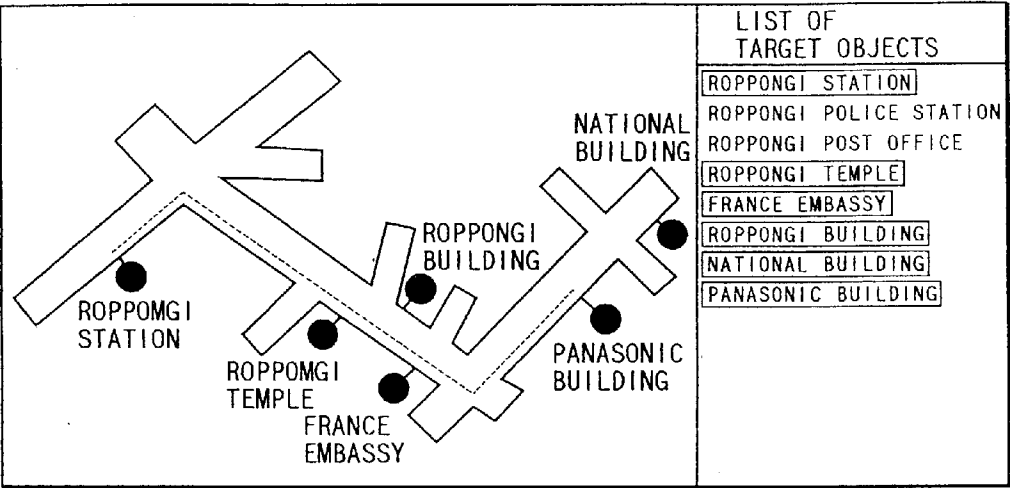 NATIONAL
BUILDING
ROPPONGI
BUILDING
ROPPOMGI
STATION
ROPPOMGI
TEMPLE
FRANCE
EMBASSY
PANASONIC
BUILDING
LIST OF
TARGET OBJECTS
ROPPONGI STATION
ROPPONGI POLICE STATION
ROPPONGI POST OFFICE
ROPPONGI TEMPLE
FRANCE EMBASSY
ROPPONGI BUILDING
NATIONAL BUILDING
PANASONIC BUILDING